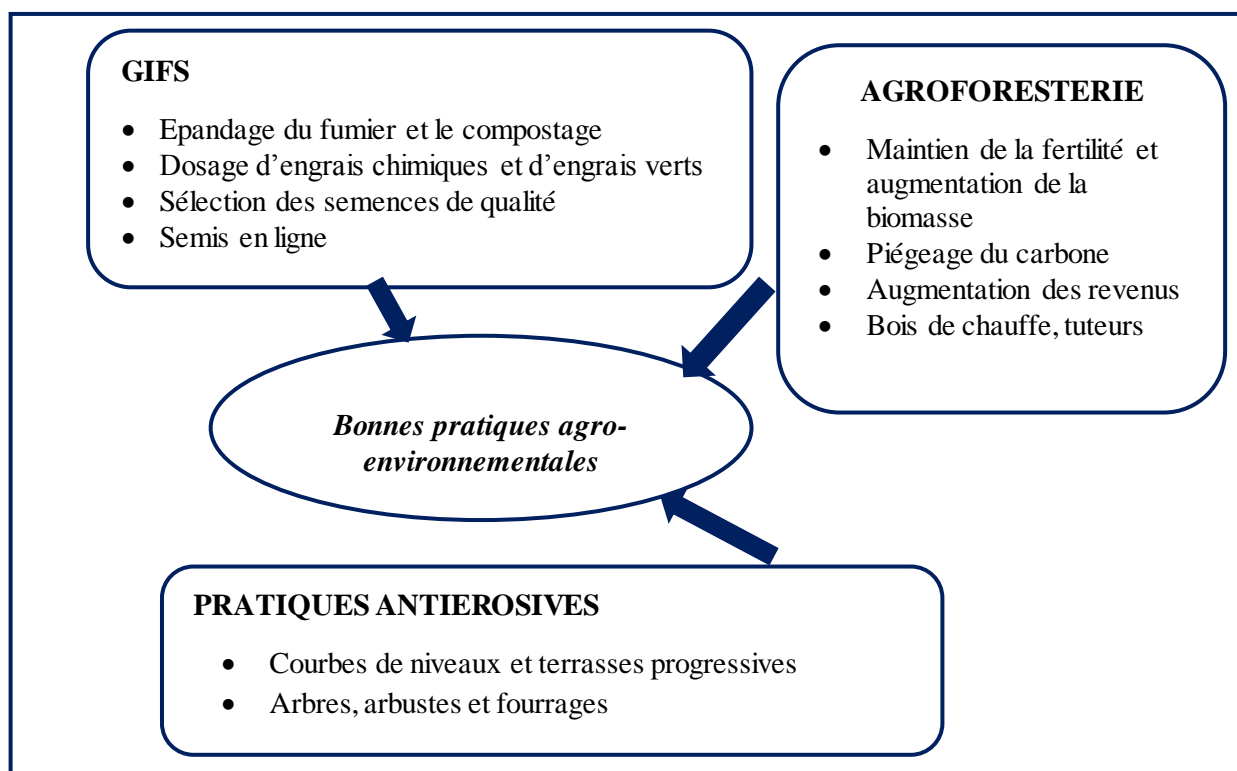 GIFS
• Epandage du fumier et le compostage
• Dosage d'engrais chimiques et d'engrais verts
• Sélection des semences de qualité
• Semis en ligne
AGROFORESTERIE
• Maintien de la fertilité et
augmentation de la
biomasse
• Piégeage du carbone
• Augmentation des revenus
• Bois de chauffe, tuteurs
Bonnes pratiques agro-
environnementales
PRATIQUES ANTIEROSIVES
• Courbes de niveaux et terrasses progressives
• Arbres, arbustes et fourrages